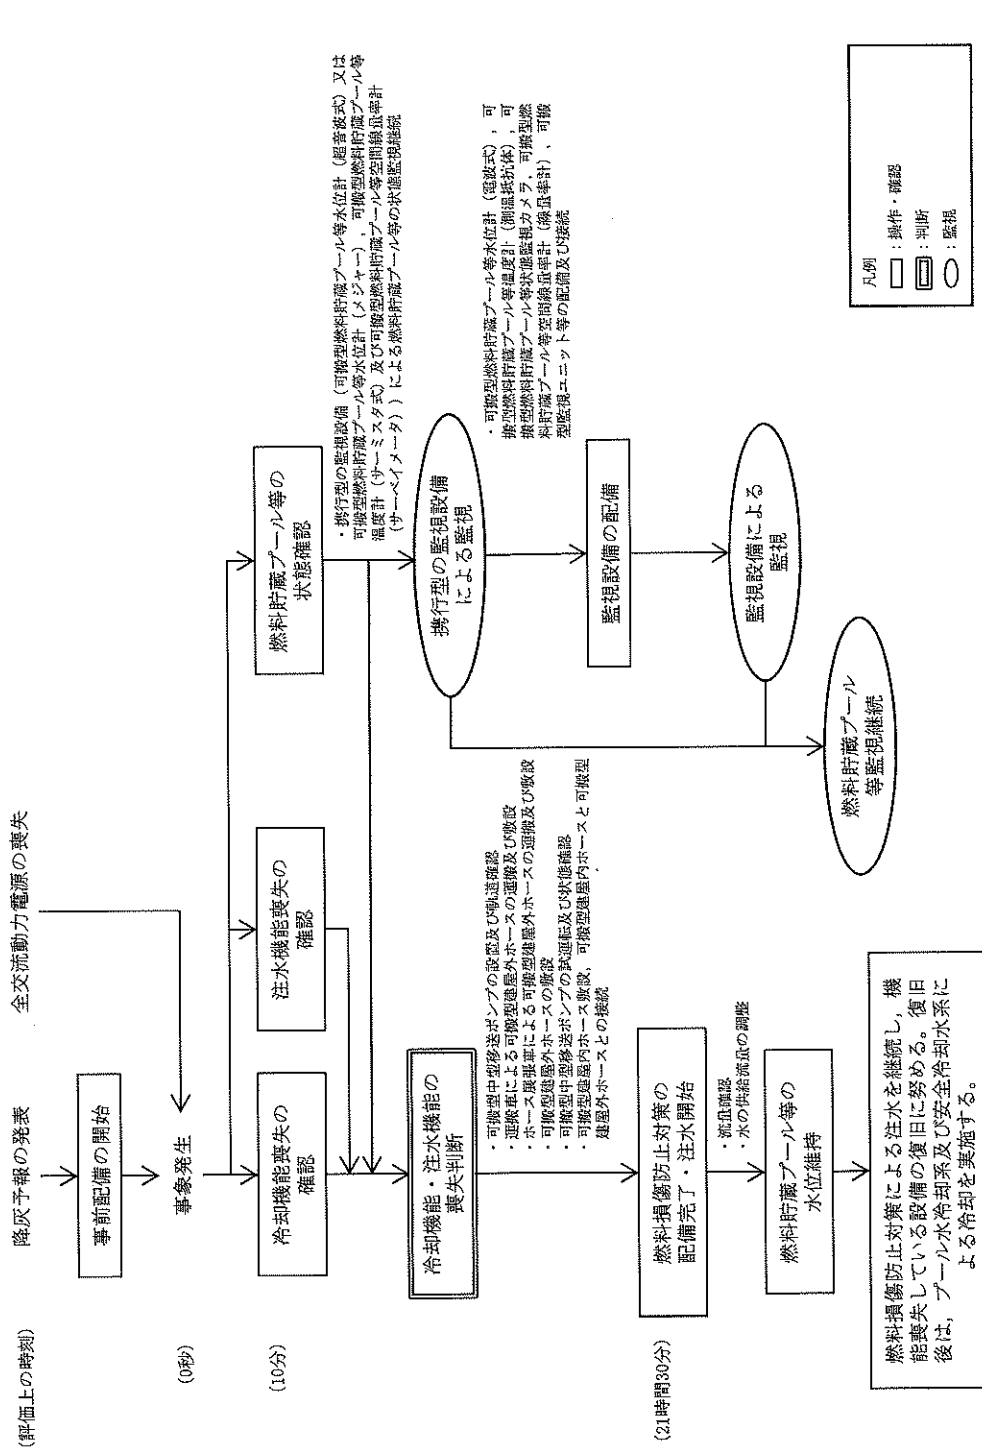 (評価上の時刻)
降灰予報の発表
全交流動力電源の喪失
事前配備の開始
(0秒)
事象発生
(10分)
冷却機能喪失の
確認
注水機能喪失の
確認
燃料貯蔵プール等の
状態確認
・携行型の監視設備（可搬型燃料貯蔵プール等水位計（超音波式）又は
可搬型燃料貯蔵プール等水位計（メジャー），可搬型燃料貯蔵プール等
温度計（サーミスタ式）及び可搬型燃料貯蔵プール等空間線量率計
（サーベイメータ））による燃料貯蔵プール等の状態監視継続
冷却機能・注水機能の
喪失判断
携行型の監視設備
による監視
・可搬型中型移送ポンプの設置及び軌道確認
・運搬車による可搬型建屋外ホースの運搬及び敷設
・ホース展張車による可搬型建屋外ホースの運搬及び敷設
・可搬型建屋外ホースの敷設
・可搬型中型移送ポンプの試運転及び状態確認
・可搬型建屋内ホース敷設，可搬型建屋内ホースと可搬型
建屋外ホースとの接続
・可搬型燃料貯蔵プール等水位計（電波式），可
搬型燃料貯蔵プール等温度計（測温抵抗体），可
搬型燃料貯蔵プール等状態監視カメラ，可搬型燃
料貯蔵プール等空間線量率計（線量率計），可搬
型監視ユニット等の配備及び接続
監視設備の配備
(21時間30分)
燃料損傷防止対策の
配備完了・注水開始
・流量確認
・水の供給流量の調整
監視設備による
監視
燃料貯蔵プール等の
水位維持
燃料貯蔵プール
等監視継続
燃料損傷防止対策による注水を継続し，機
能喪失している設備の復旧に努める。復旧
後は，プール水冷却系及び安全冷却水系に
よる冷却を実施する。
凡例
：操作・確認
：判断
：監視